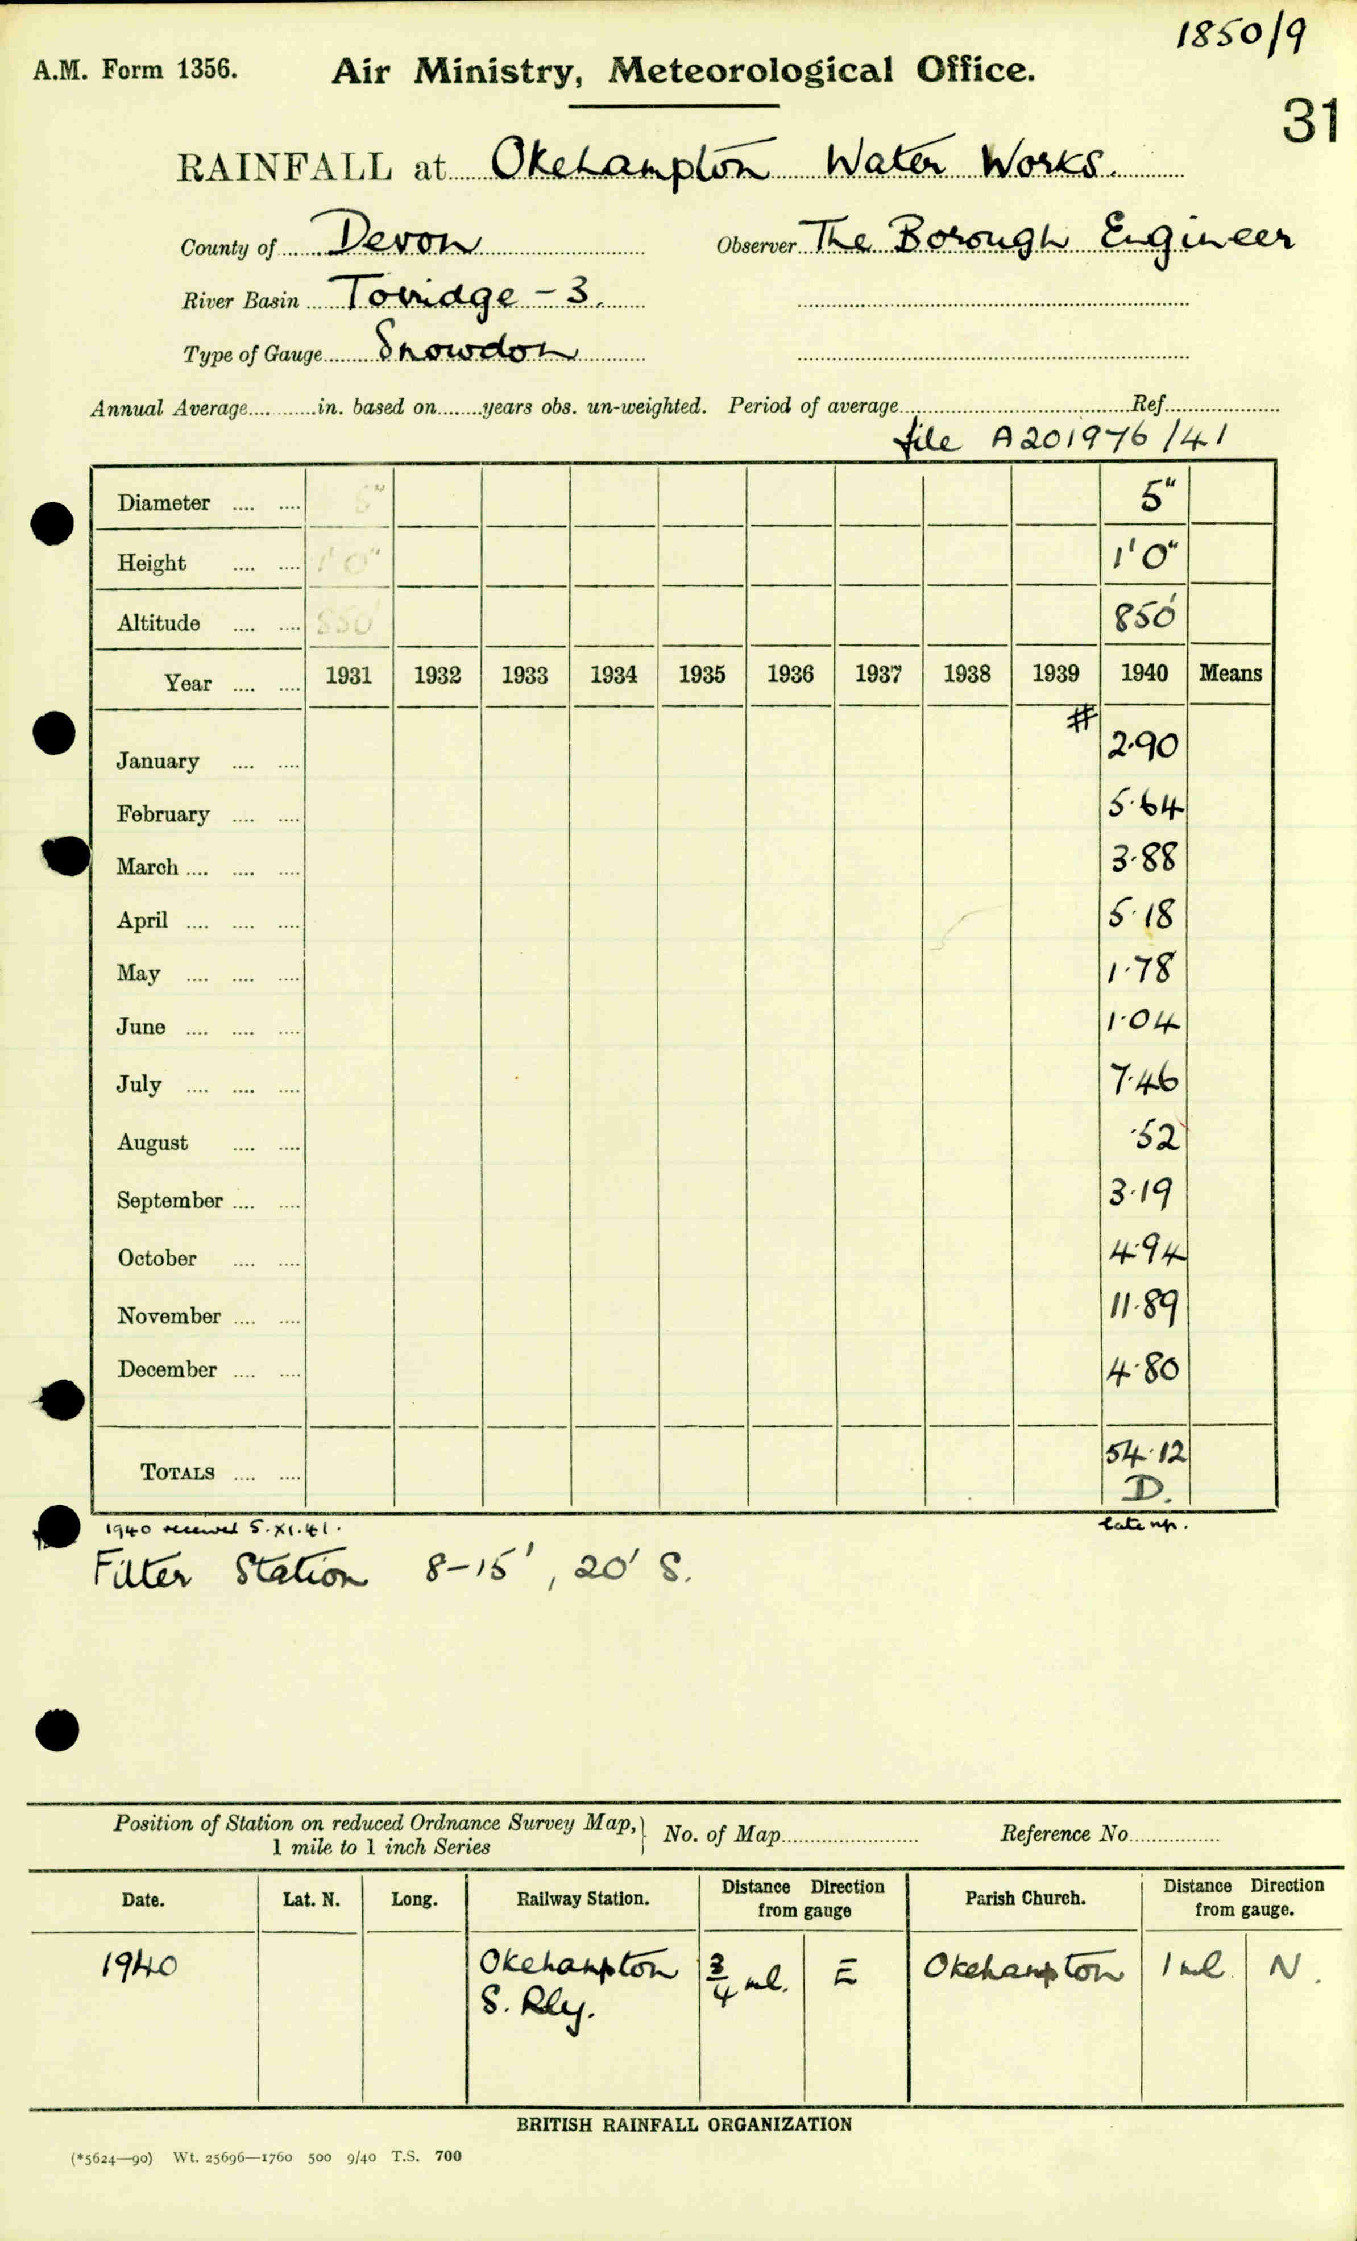 1850/9
A.M. Form 1356. Air Ministry, Meteorological Office.
31
RAINFALL at Okehampton Water Works.
County of Devon Observer The Borough Engineer
River Basin Torridge - 3.
Type of Gauge Snowdon
Annual Average in. based on years obs. un-weighted. Period of average Ref.
file A201976/41
Diameter 5" 5"
Height 1'0" 1'0"
Altitude 850' 850'
Year 1931 1932 1933 1934 1935 1936 1937 1938 1939 1940 Means
#
January 2.90
February 5.64
March 3.88
April 5.18
May 1.78
June 1.04
July 7.46
August .52
September 3.19
October 4.94
November 11.89
December 4.80
TOTALS 54.12
D.
1940 received 5.XI.41.
Filter Station 8-15', 20' S.
Position of Station on reduced Ordnance Survey Map, 1 mile to 1 inch Series } No. of Map Reference No.
Date. Lat. N. Long. Railway Station. Distance Direction from gauge Parish Church. Distance Direction from gauge.
1940 Okehampton 3/4 ml. E Okehampton 1 ml. N.
S. Rly.
BRITISH RAINFALL ORGANIZATION
(*5624—90) Wt. 25696—1760 500 9/40 T.S. 700